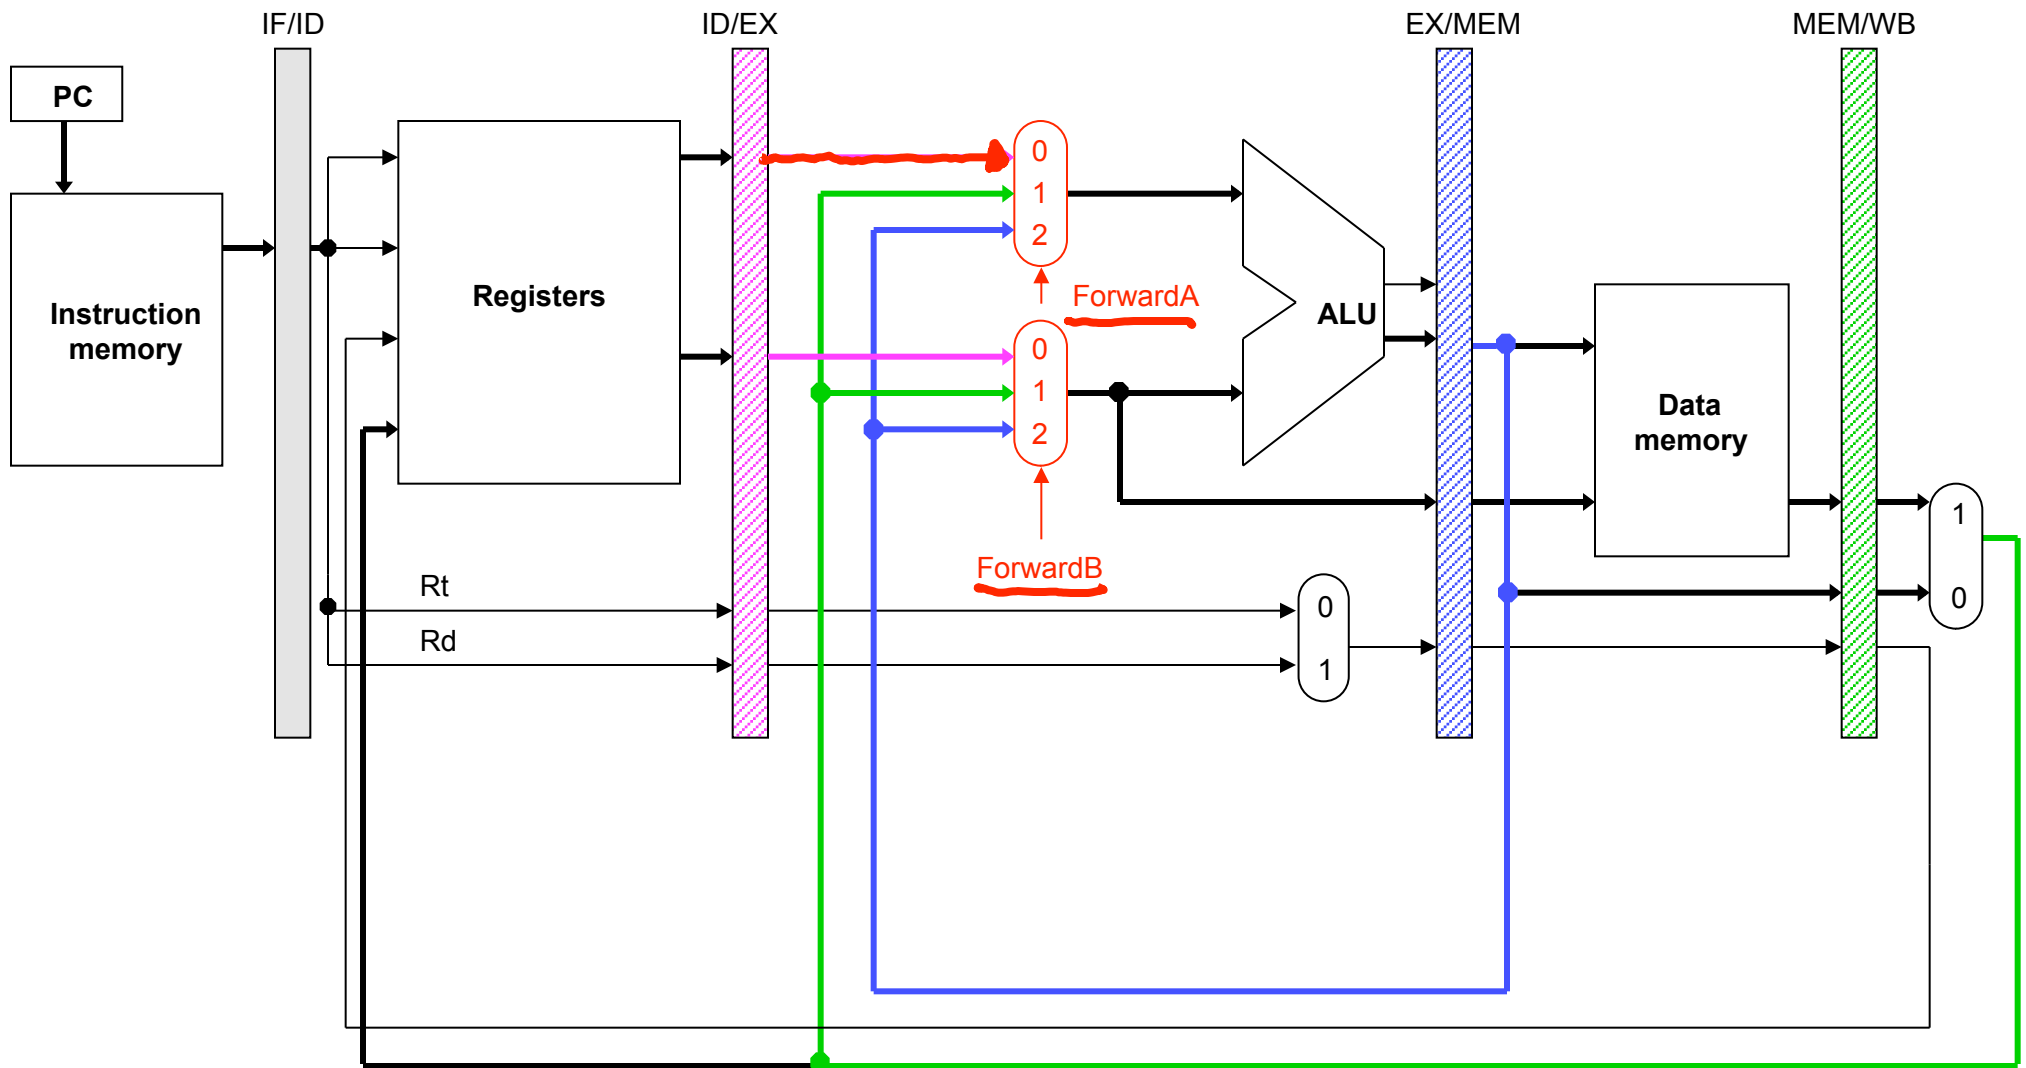 IF/ID
ID/EX
EX/MEM
MEM/WB
PC
Instruction
memory
Registers
0
1
2
ForwardA
0
1
2
ForwardB
ALU
Data
memory
1
0
Rt
Rd
0
1